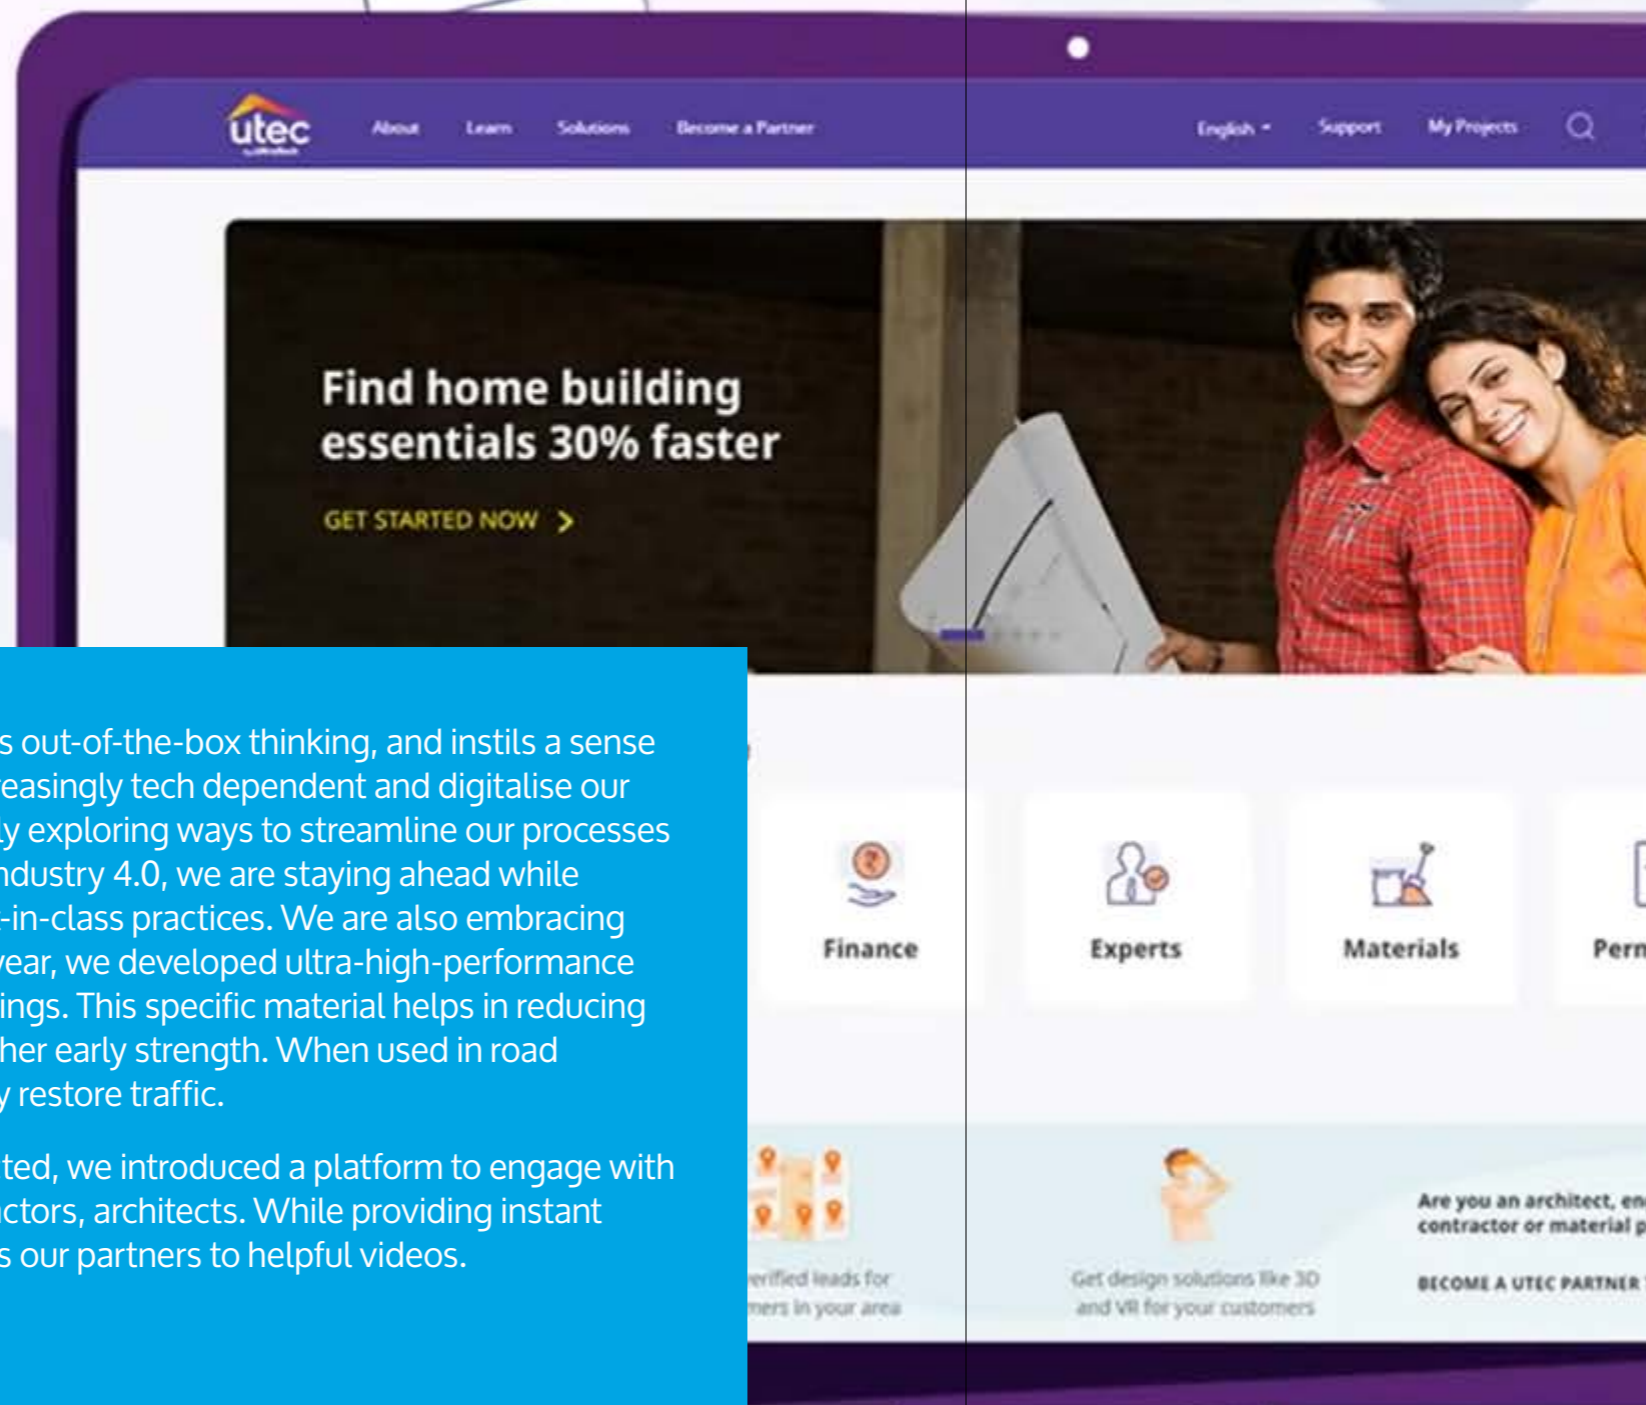 utec
About Learn Solutions Become a Partner English Support My Projects
Find home building
essentials 30% faster
GET STARTED NOW
s out-of-the-box thinking, and instils a sense
reasingly tech dependent and digitalise our
ly exploring ways to streamline our processes
ndustry 4.0, we are staying ahead while
-in-class practices. We are also embracing
year, we developed ultra-high-performance
ings. This specific material helps in reducing
her early strength. When used in road
y restore traffic.
ted, we introduced a platform to engage with
actors, architects. While providing instant
s our partners to helpful videos.
Finance
Experts
Materials
Perm
erified leads for
mers in your area
Get design solutions like 3D
and VR for your customers
Are you an architect, en
contractor or material p
BECOME A UTEC PARTNER